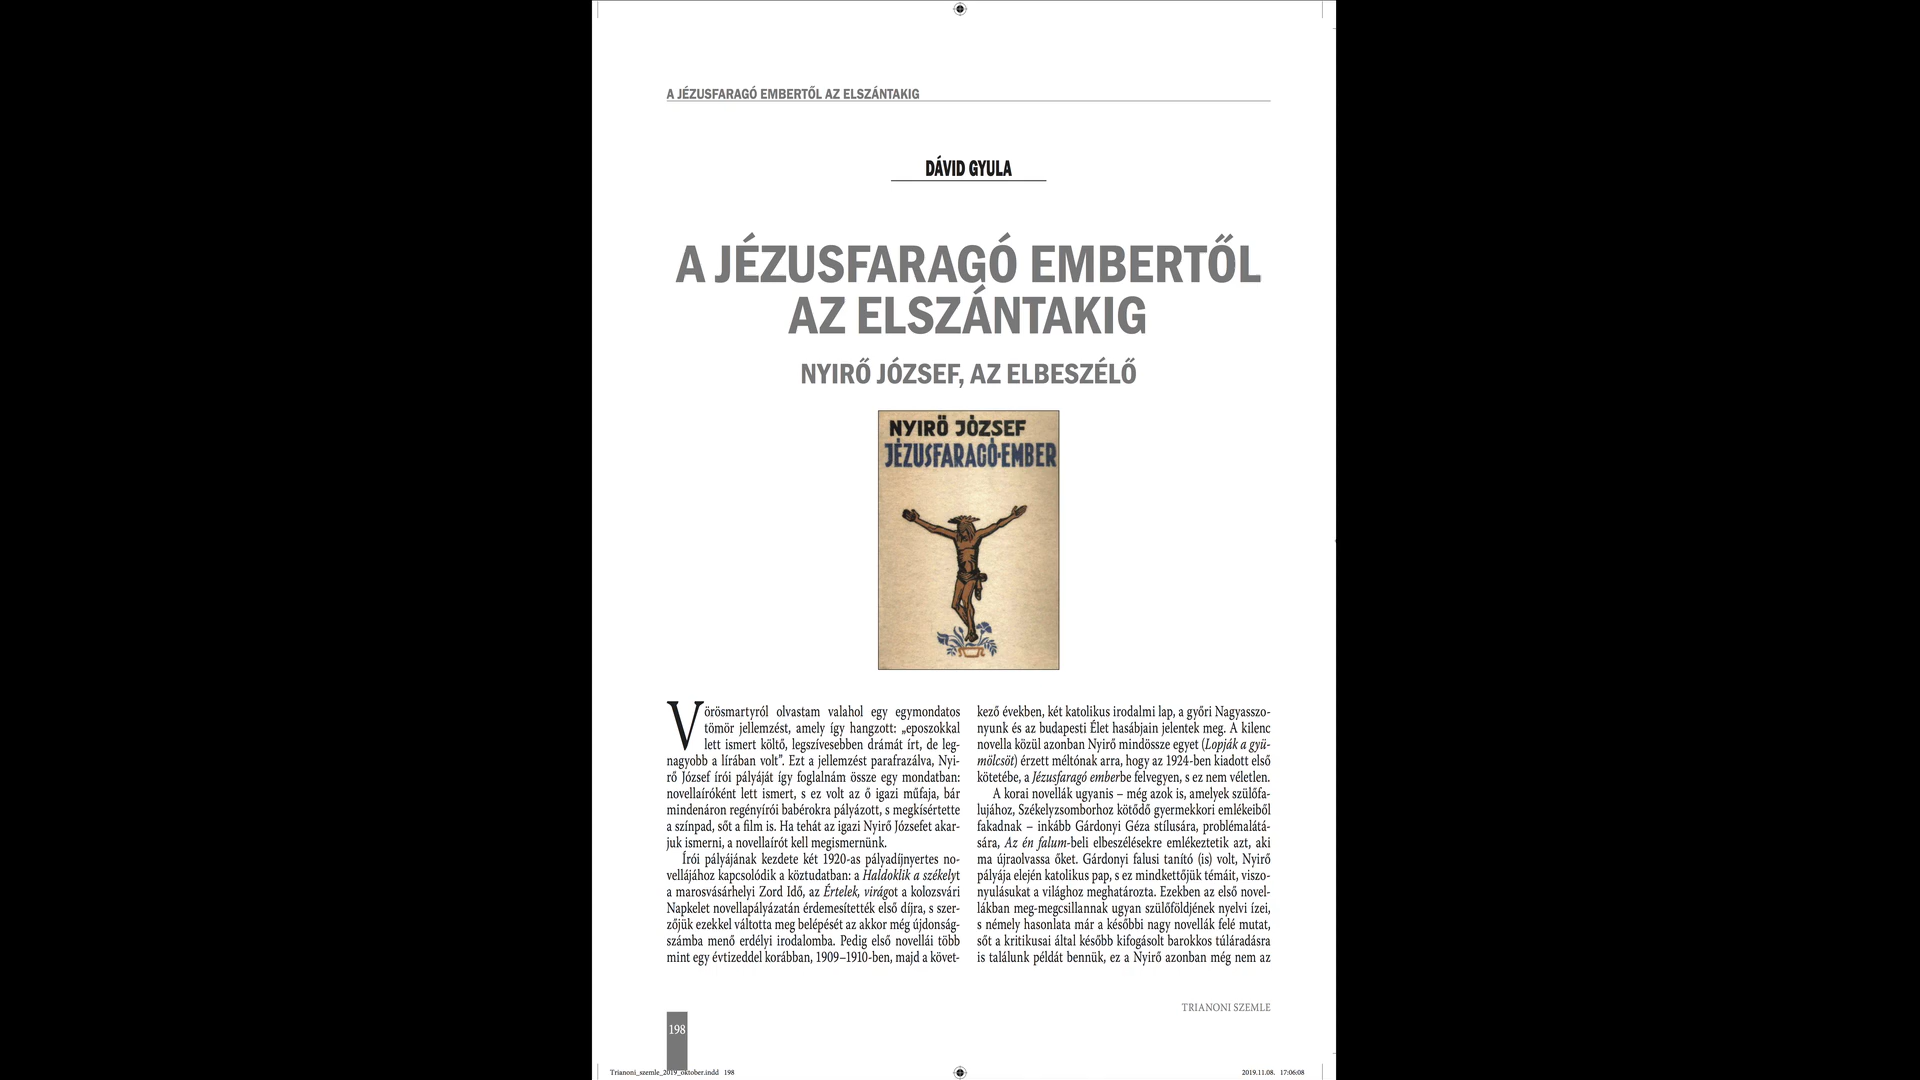 A JÉZUSFARAGÓ EMBERTŐL AZ ELSZÁNTAKIG
DÁVID GYULA
A JÉZUSFARAGÓ EMBERTŐL
AZ ELSZÁNTAKIG
NYIRŐ JÓZSEF, AZ ELBESZÉLŐ
NYIRŐ JÓZSEF
JÉZUSFARAGÓ-EMBER
Vörösmartyról olvastam valahol egy egymondatos
tömör jellemzést, amely így hangzott: „eposzokkal
lett ismert költő, legszívesebben drámát írt, de leg-
nagyobb a lírában volt”. Ezt a jellemzést parafrazálva, Nyi-
rő József írói pályáját így foglalnám össze egy mondatban:
novellaíróként lett ismert, s ez volt az ő igazi műfaja, bár
mindenáron regényírói babérokra pályázott, s megkísértette
a színpad, sőt a film is. Ha tehát az igazi Nyirő Józsefet akar-
juk ismerni, a novellaírót kell megismernünk.
Írói pályájának kezdete két 1920-as pályadíjnyertes no-
vellájához kapcsolódik a köztudatban: a Haldoklik a székelyt
a marosvásárhelyi Zord Idő, az Értelek, virágot a kolozsvári
Napkelet novellapályázatán érdemesítették első díjra, s szer-
zőjük ezekkel váltotta meg belépését az akkor még újdonság-
számba menő erdélyi irodalomba. Pedig első novellái több
mint egy évtizeddel korábban, 1909–1910-ben, majd a követ-
kező években, két katolikus irodalmi lap, a győri Nagyasszo-
nyunk és az budapesti Élet hasábjain jelentek meg. A kilenc
novella közül azonban Nyirő mindössze egyet (Lopják a gyü-
mölcsöt) érzett méltónak arra, hogy az 1924-ben kiadott első
kötetébe, a Jézusfaragó emberbe felvegyen, s ez nem véletlen.
A korai novellák ugyanis – még azok is, amelyek szülőfa-
lujához, Székelyzsomborhoz kötődő gyermekkori emlékeiből
fakadnak – inkább Gárdonyi Géza stílusára, problémalátá-
sára, Az én falum-beli elbeszélésekre emlékeztetik azt, aki
ma újraolvassa őket. Gárdonyi falusi tanító (is) volt, Nyirő
pályája elején katolikus pap, s ez mindkettőjük témáit, viszo-
nyulásukat a világhoz meghatározta. Ezekben az első novel-
lákban meg-megcsillannak ugyan szülőföldjének nyelvi ízei,
s némely hasonlata már a későbbi nagy novellák felé mutat,
sőt a kritikusai által később kifogásolt barokkos túláradásra
is találunk példát bennük, ez a Nyirő azonban még nem az
TRIANONI SZEMLE
198
Trianoni_szemle_2019_oktober.indd 198
2019.11.08. 17:06:08